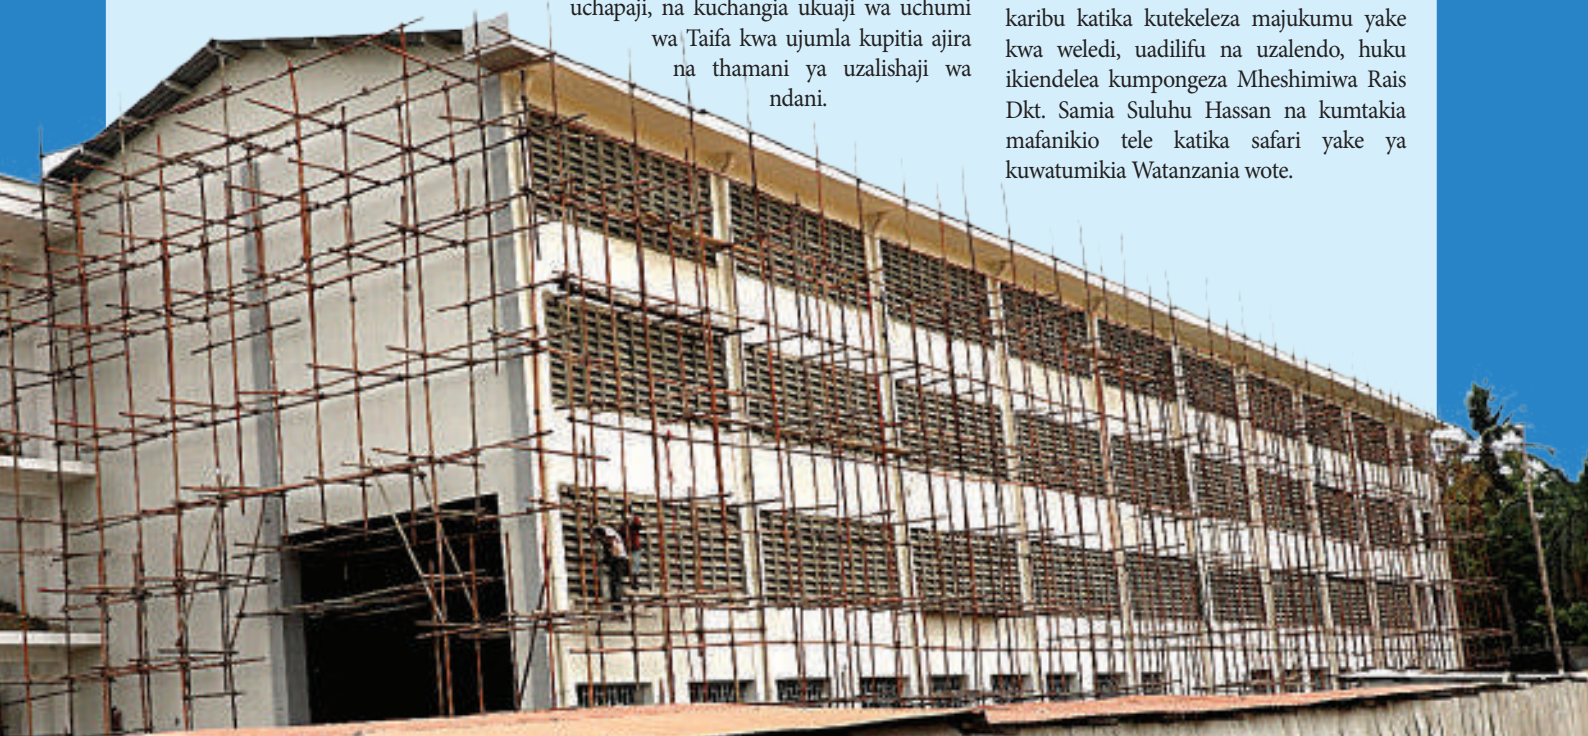 uchapaji, na kuchangia ukuaji wa uchumi
wa Taifa kwa ujumla kupitia ajira
na thamani ya uzalishaji wa
ndani.
karibu katika kutekeleza majukumu yake
kwa weledi, uadilifu na uzalendo, huku
ikiendelea kumpongeza Mheshimiwa Rais
Dkt. Samia Suluhu Hassan na kumtakia
mafanikio tele katika safari yake ya
kuwatumikia Watanzania wote.